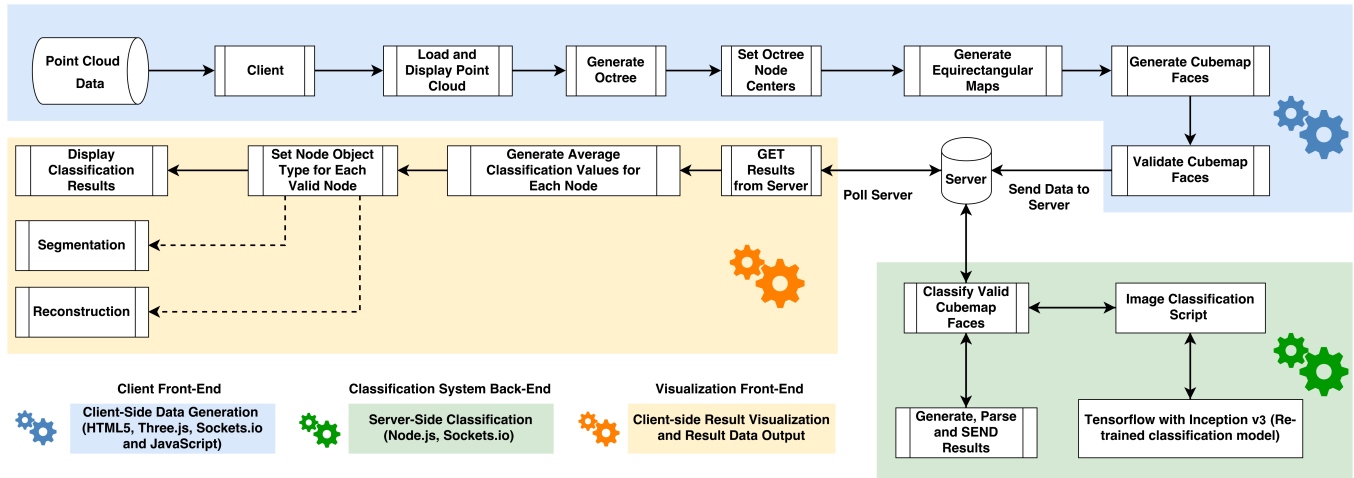 Point Cloud
Data
Client
Load and
Display Point
Cloud
Generate
Octree
Set Octree
Node
Centers
Generate
Equirectangular
Maps
Generate Cubemap
Faces
Display
Classification
Results
Set Node Object
Type for Each
Valid Node
Generate Average
Classification Values for
Each Node
GET
Results
from Server
Poll Server
Server
Send Data to
Server
Validate Cubemap
Faces
Segmentation
Reconstruction
Classify Valid
Cubemap
Faces
Image Classification
Script
Generate, Parse
and SEND
Results
Tensorflow with Inception v3 (Re-
trained classification model)
Client Front-End
Client-Side Data Generation
(HTML5, Three.js, Sockets.io
and JavaScript)
Classification System Back-End
Server-Side Classification
(Node.js, Sockets.io)
Visualization Front-End
Client-side Result Visualization
and Result Data Output